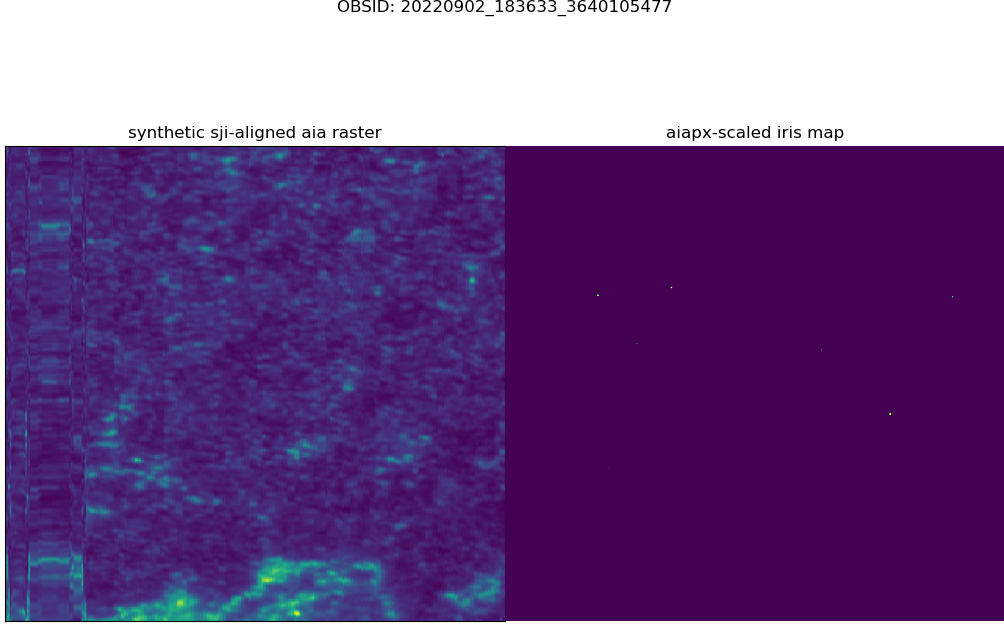 OBSID: 20220902_183633_3640105477
synthetic sji-aligned aia raster
aiapx-scaled iris map